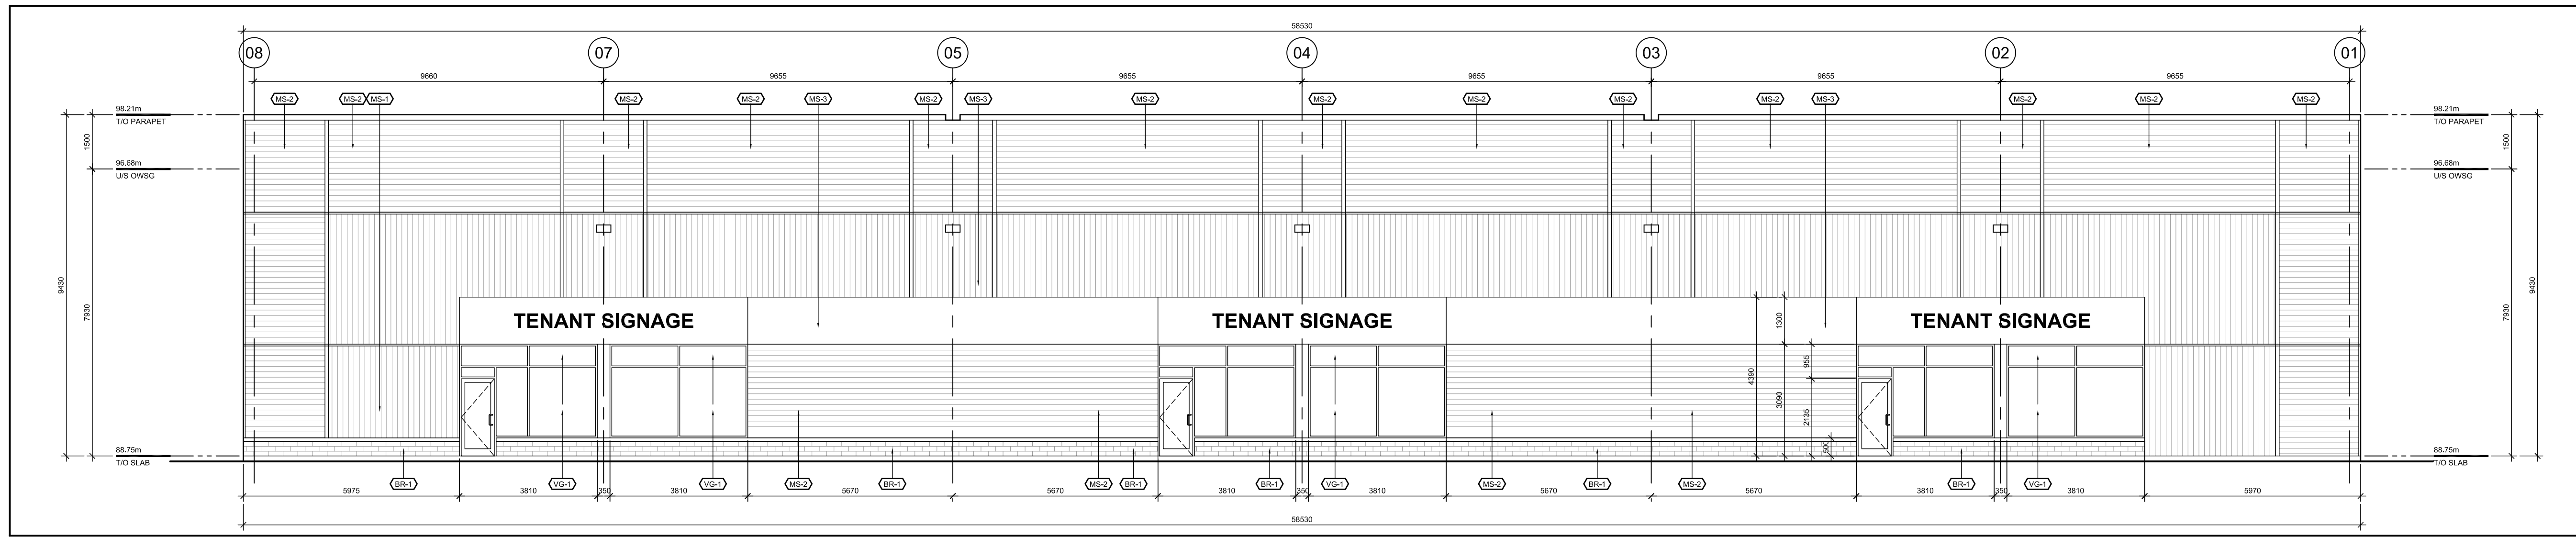 58530
08 07 05 04 03 02 01
9660 9655 9655 9655 9655 9655
MS-2 MS-2 MS-1 MS-2 MS-2 MS-3 MS-2 MS-3 MS-2 MS-2 MS-2 MS-2 MS-2 MS-3 MS-2 MS-2 MS-2
98.21m
T/O PARAPET
98.21m
T/O PARAPET
1500
1500
96.68m
U/S OWSG
96.68m
U/S OWSG
9430
7930
7930
9430
TENANT SIGNAGE TENANT SIGNAGE TENANT SIGNAGE
4390
1300
3090
955
2135
500
88.75m
T/O SLAB
88.75m
T/O SLAB
BR-1 VG-1 VG-1 MS-2 BR-1 MS-2 BR-1 BR-1 VG-1 MS-2 BR-1 MS-2 BR-1 VG-1
5975 3810 350 3810 5670 5670 3810 350 3810 5670 5670 3810 350 3810 5970
58530